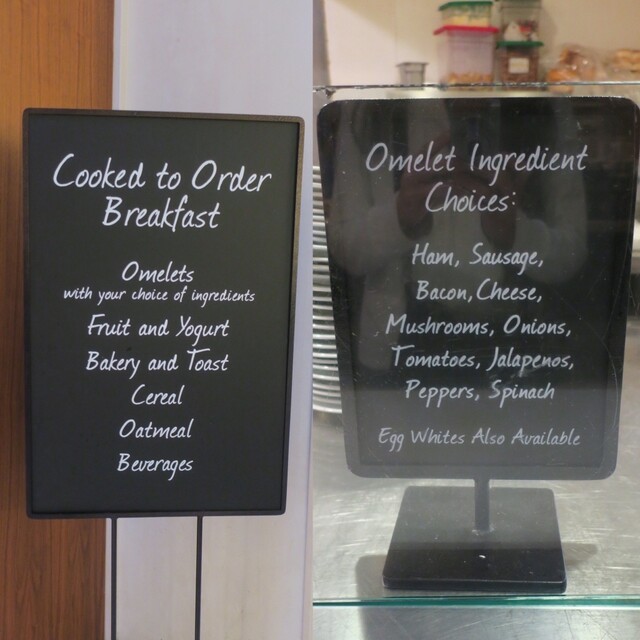 Cooked to Order
Breakfast
Omelets
with your choice of ingredients
Fruit and Yogurt
Bakery and Toast
Cereal
Oatmeal
Beverages
Omelet Ingredient
Choices:
Ham, Sausage,
Bacon, Cheese,
Mushrooms, Onions,
Tomatoes, Jalapenos,
Peppers, Spinach
Egg Whites Also Available